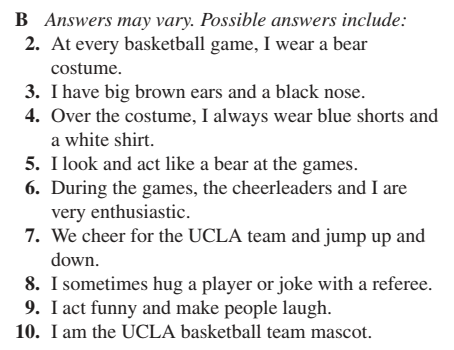 B Answers may vary. Possible answers include:
2. At every basketball game, I wear a bear
costume.
3. I have big brown ears and a black nose.
4. Over the costume, I always wear blue shorts and
a white shirt.
5. I look and act like a bear at the games.
6. During the games, the cheerleaders and I are
very enthusiastic.
7. We cheer for the UCLA team and jump up and
down.
8. I sometimes hug a player or joke with a referee.
9. I act funny and make people laugh.
10. I am the UCLA basketball team mascot.